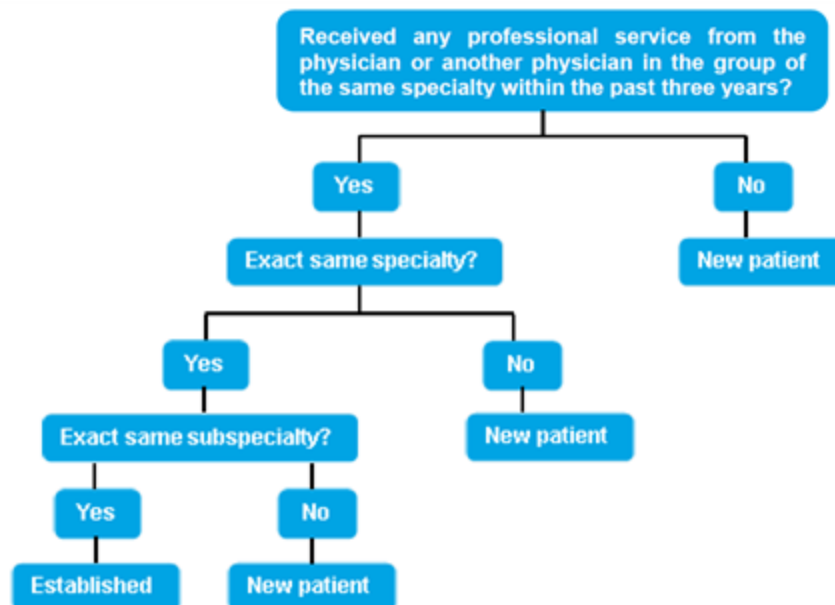 Received any professional service from the
physician or another physician in the group of
the same specialty within the past three years?
Yes
No
Exact same specialty?
New patient
Yes
No
Exact same subspecialty?
New patient
Yes
No
Established
New patient